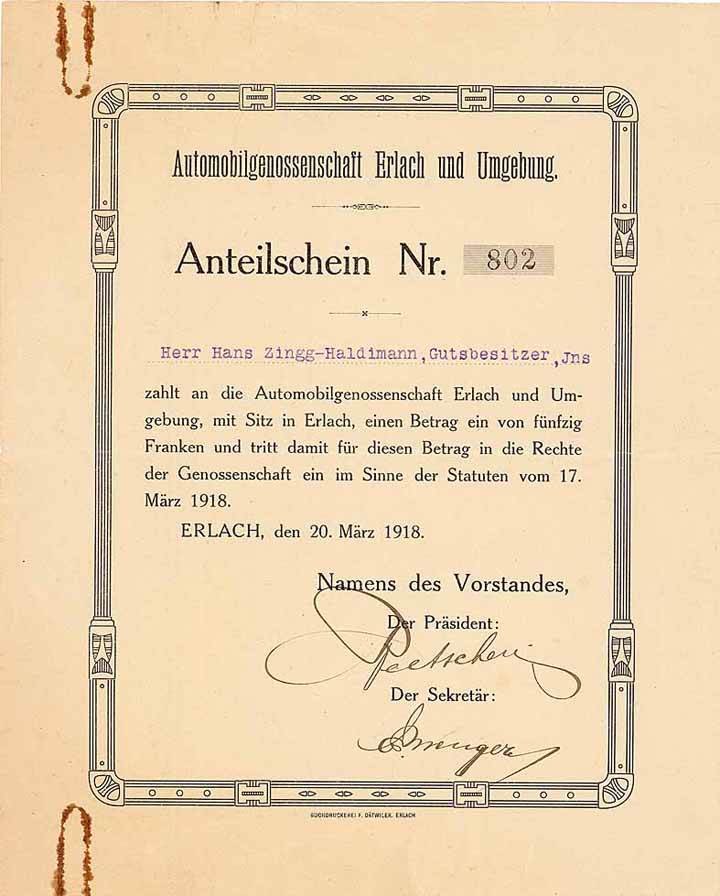 Automobilgenossenschaft Erlach und Umgebung.
Anteilschein Nr. 802
Herr Hans Zingg-Haldimann, Gutsbesitzer, Jns
zahlt an die Automobilgenossenschaft Erlach und Um-
gebung, mit Sitz in Erlach, einen Betrag ein von fünfzig
Franken und tritt damit für diesen Betrag in die Rechte
der Genossenschaft ein im Sinne der Statuten vom 17.
März 1918.
ERLACH, den 20. März 1918.
Namens des Vorstandes,
Der Präsident:
Der Sekretär:
BUCHDRUCKEREI F. DÄTWILER, ERLACH